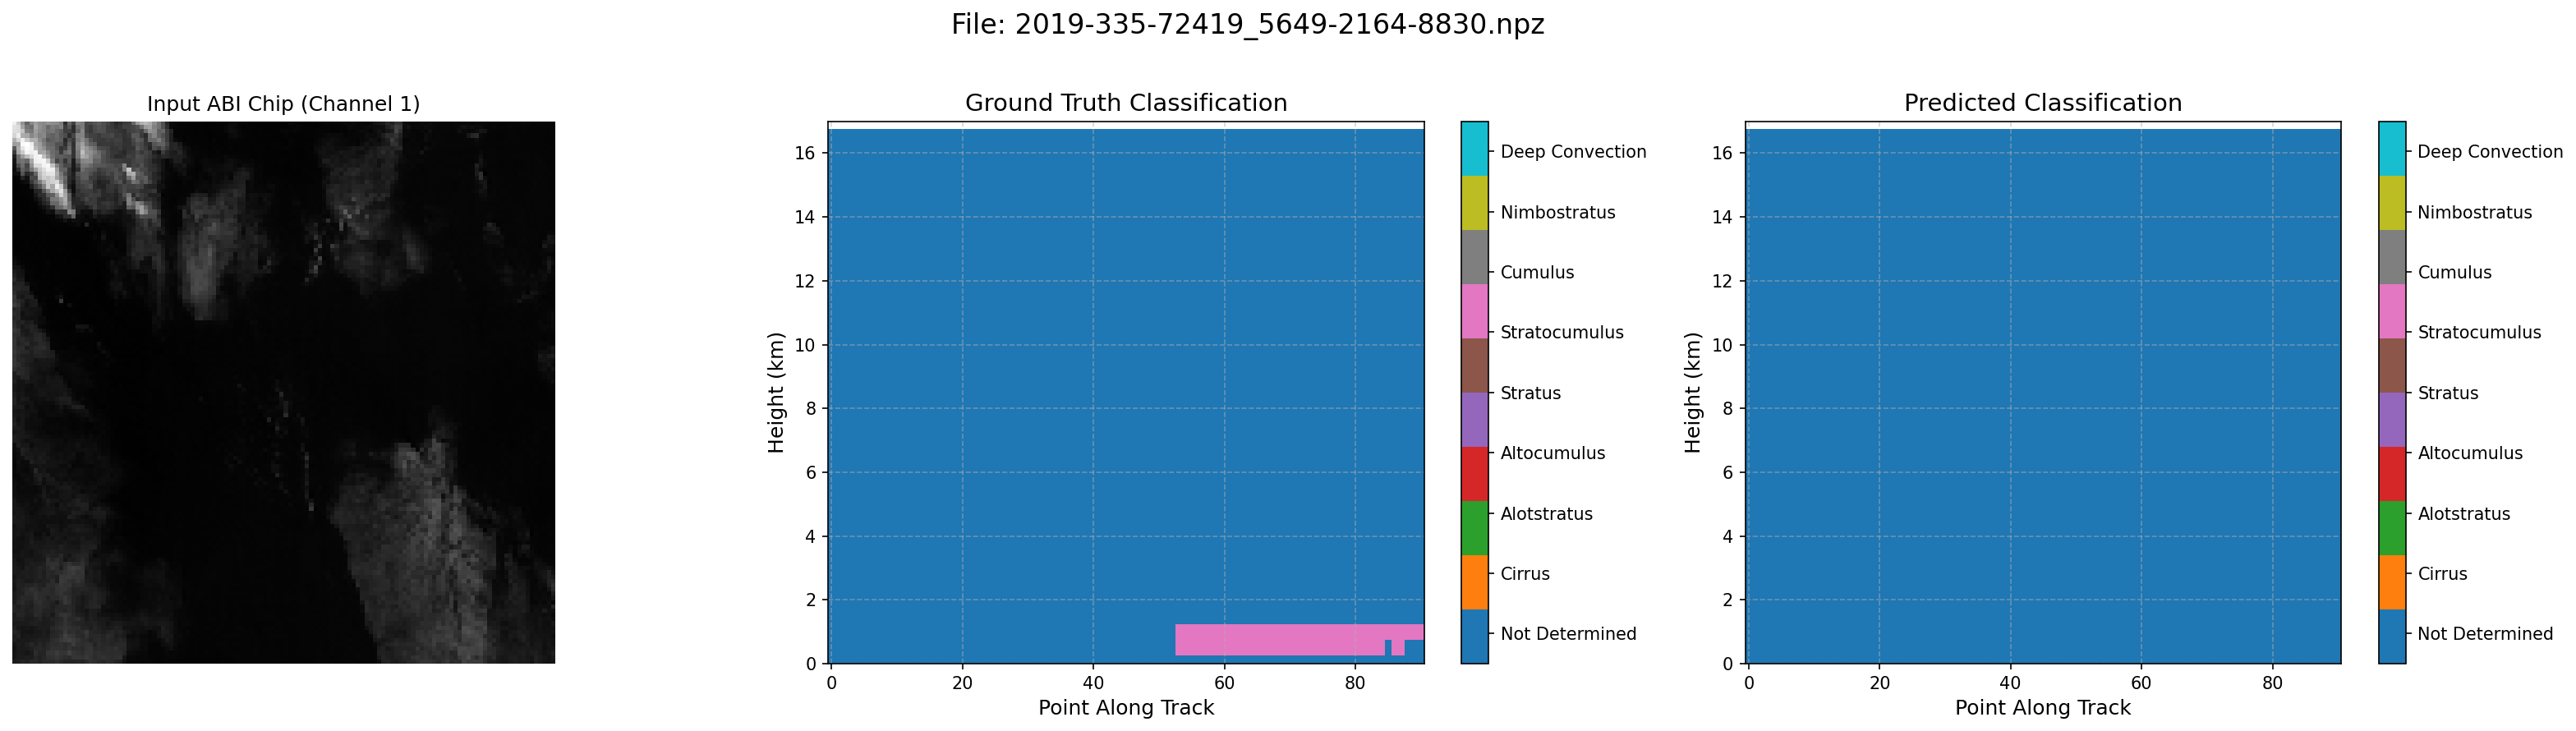 File: 2019-335-72419_5649-2164-8830.npz
Input ABI Chip (Channel 1)
Ground Truth Classification
Height (km)
16
14
12
10
8
6
4
2
0
0 20 40 60 80
Point Along Track
Deep Convection
Nimbostratus
Cumulus
Stratocumulus
Stratus
Altocumulus
Alotstratus
Cirrus
Not Determined
Predicted Classification
Height (km)
16
14
12
10
8
6
4
2
0
0 20 40 60 80
Point Along Track
Deep Convection
Nimbostratus
Cumulus
Stratocumulus
Stratus
Altocumulus
Alotstratus
Cirrus
Not Determined